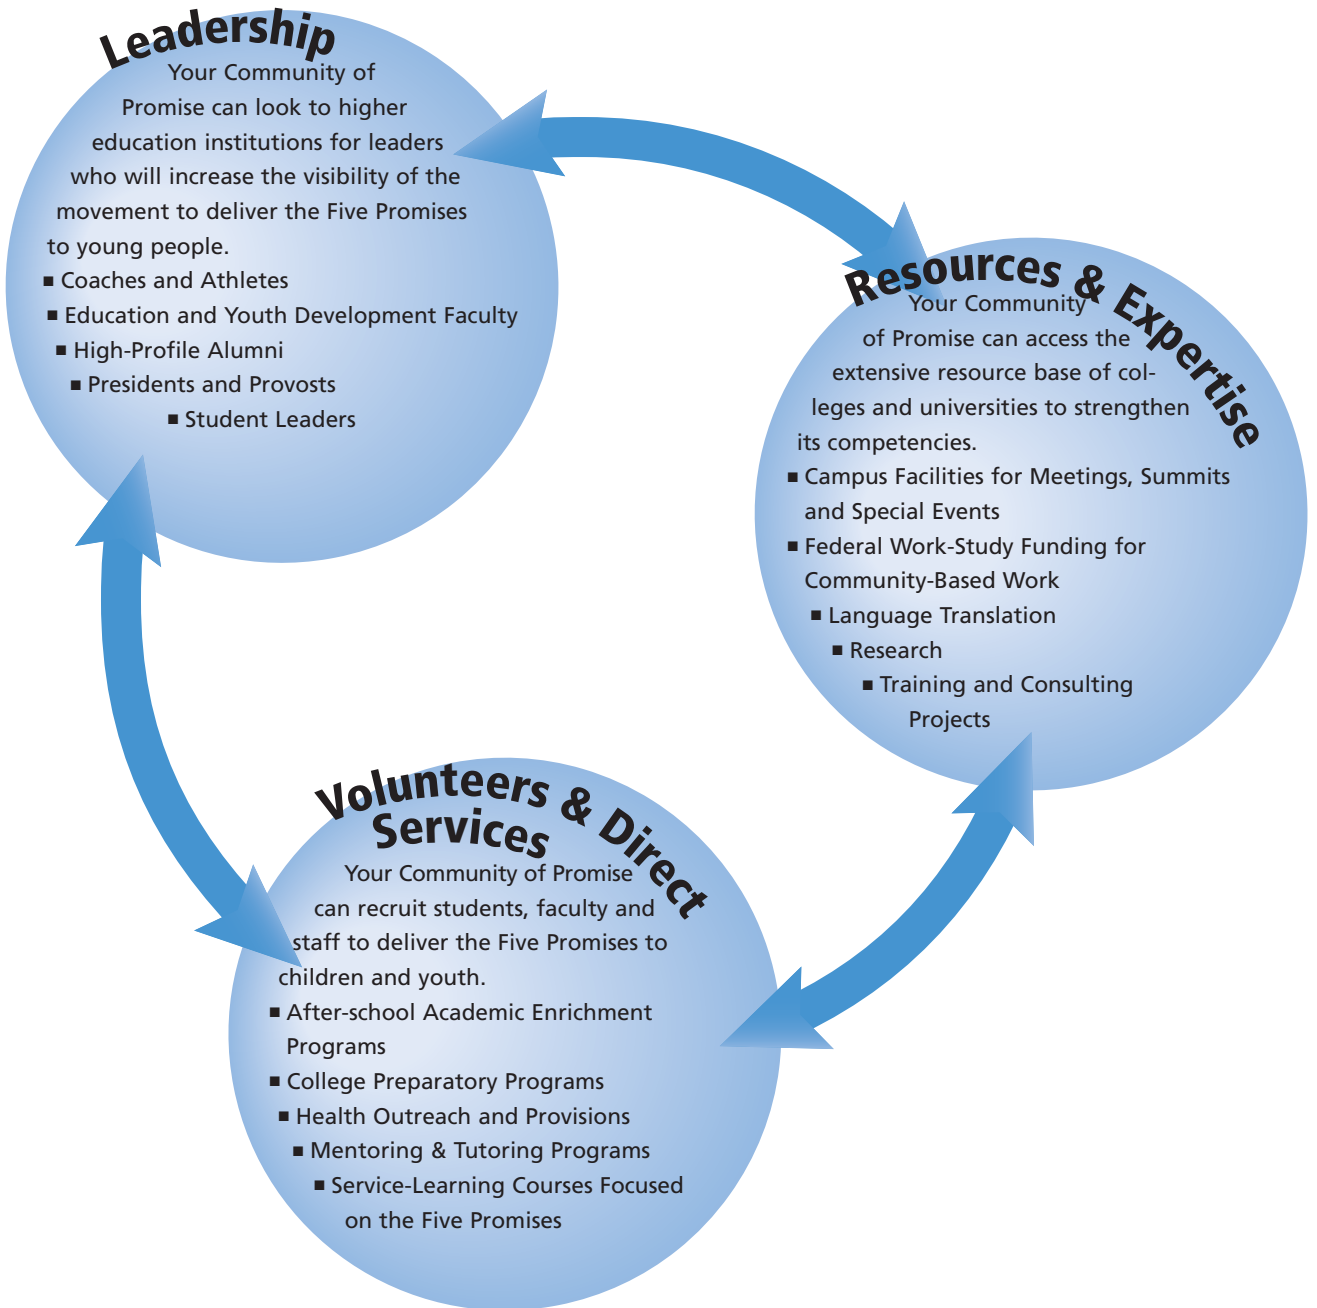 Leadership
Your Community of
Promise can look to higher
education institutions for leaders
who will increase the visibility of the
movement to deliver the Five Promises
to young people.
■ Coaches and Athletes
■ Education and Youth Development Faculty
■ High-Profile Alumni
■ Presidents and Provosts
■ Student Leaders
Resources & Expertise
Your Community
of Promise can access the
extensive resource base of col-
leges and universities to strengthen
its competencies.
■ Campus Facilities for Meetings, Summits
and Special Events
■ Federal Work-Study Funding for
Community-Based Work
■ Language Translation
■ Research
■ Training and Consulting
Projects
Volunteers & Direct
Services
Your Community of Promise
can recruit students, faculty and
staff to deliver the Five Promises to
children and youth.
■ After-school Academic Enrichment
Programs
■ College Preparatory Programs
■ Health Outreach and Provisions
■ Mentoring & Tutoring Programs
■ Service-Learning Courses Focused
on the Five Promises